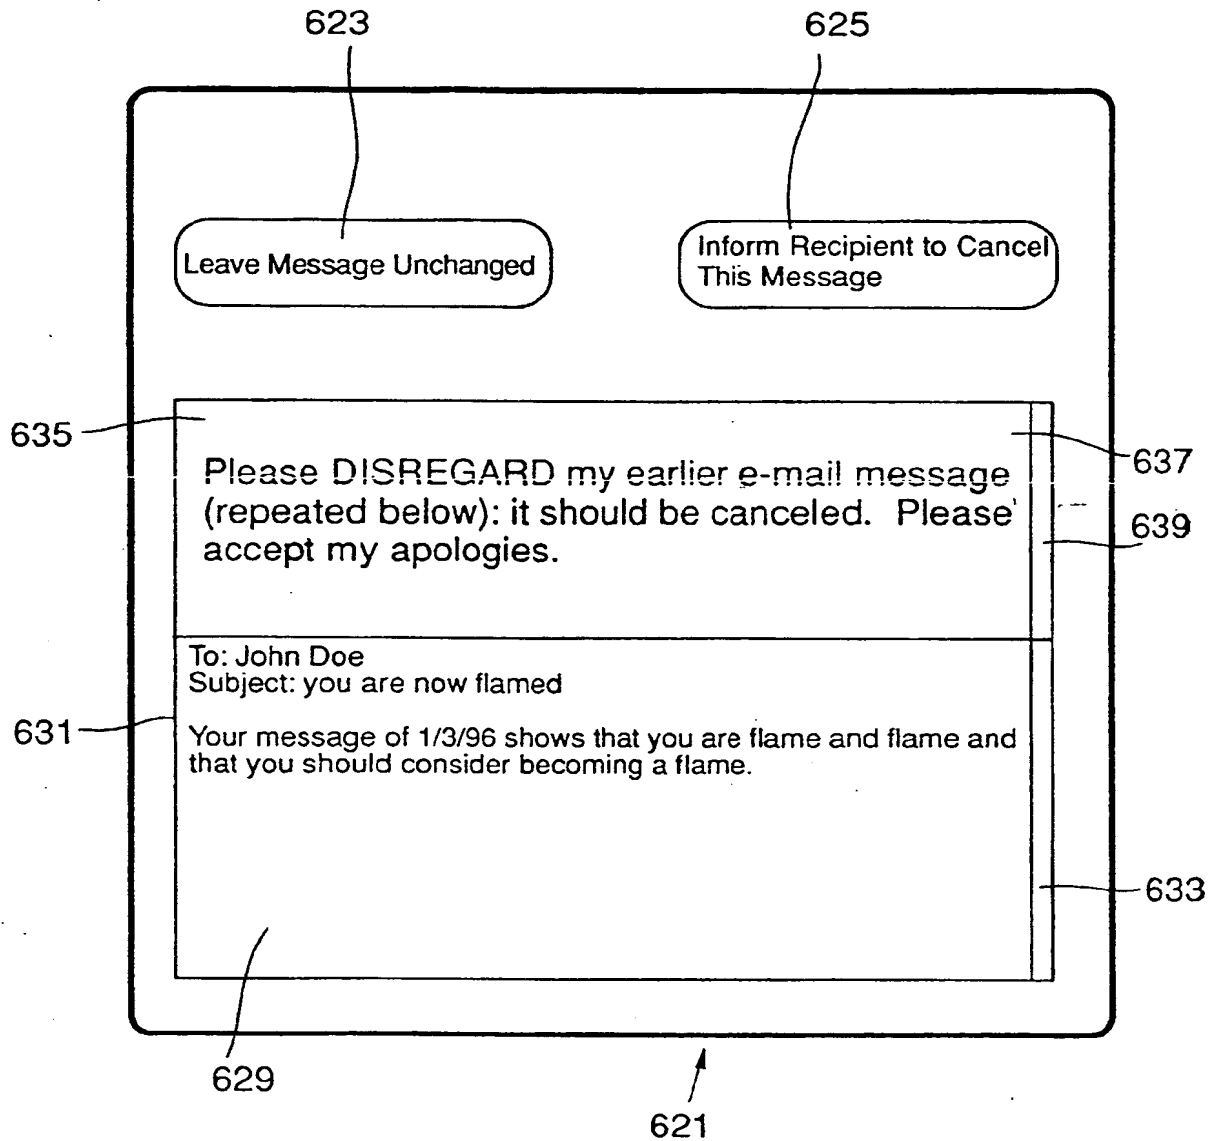 623
625
Leave Message Unchanged
Inform Recipient to Cancel
This Message
635
637
Please DISREGARD my earlier e-mail message
(repeated below): it should be canceled. Please
accept my apologies.
639
To: John Doe
Subject: you are now flamed
631
Your message of 1/3/96 shows that you are flame and flame and
that you should consider becoming a flame.
633
629
621